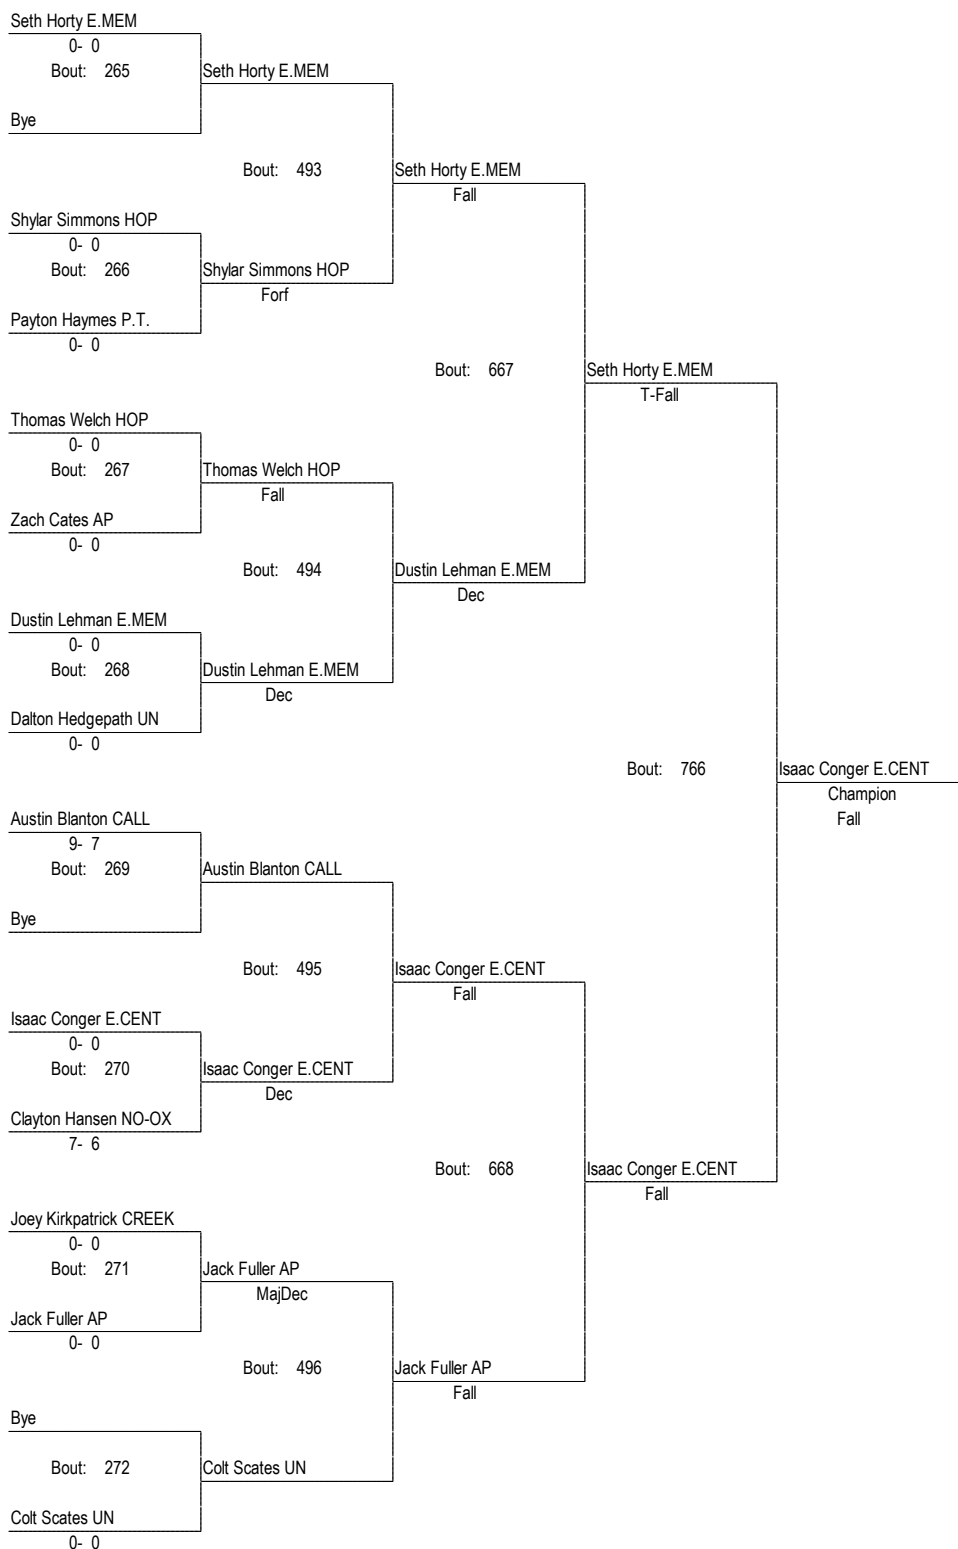 Seth Horty E.MEM
0- 0
Bout: 265
Seth Horty E.MEM
Bye
Bout: 493
Seth Horty E.MEM
Fall
Shylar Simmons HOP
0- 0
Bout: 266
Shylar Simmons HOP
Forf
Payton Haymes P.T.
0- 0
Bout: 667
Seth Horty E.MEM
T-Fall
Thomas Welch HOP
0- 0
Bout: 267
Thomas Welch HOP
Fall
Zach Cates AP
0- 0
Bout: 494
Dustin Lehman E.MEM
Dec
Dustin Lehman E.MEM
0- 0
Bout: 268
Dustin Lehman E.MEM
Dec
Dalton Hedgepath UN
0- 0
Bout: 766
Isaac Conger E.CENT
Champion
Fall
Austin Blanton CALL
9- 7
Bout: 269
Austin Blanton CALL
Bye
Bout: 495
Isaac Conger E.CENT
Fall
Isaac Conger E.CENT
0- 0
Bout: 270
Isaac Conger E.CENT
Dec
Clayton Hansen NO-OX
7- 6
Bout: 668
Isaac Conger E.CENT
Fall
Joey Kirkpatrick CREEK
0- 0
Bout: 271
Jack Fuller AP
MajDec
Jack Fuller AP
0- 0
Bout: 496
Jack Fuller AP
Fall
Bye
Bout: 272
Colt Scates UN
Colt Scates UN
0- 0